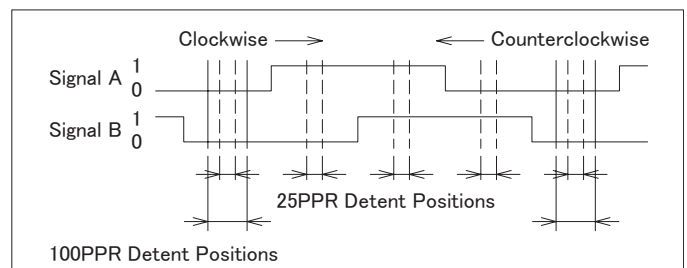 Clockwise Counterclockwise
Signal A 1
0
Signal B 1
0
25PPR Detent Positions
100PPR Detent Positions